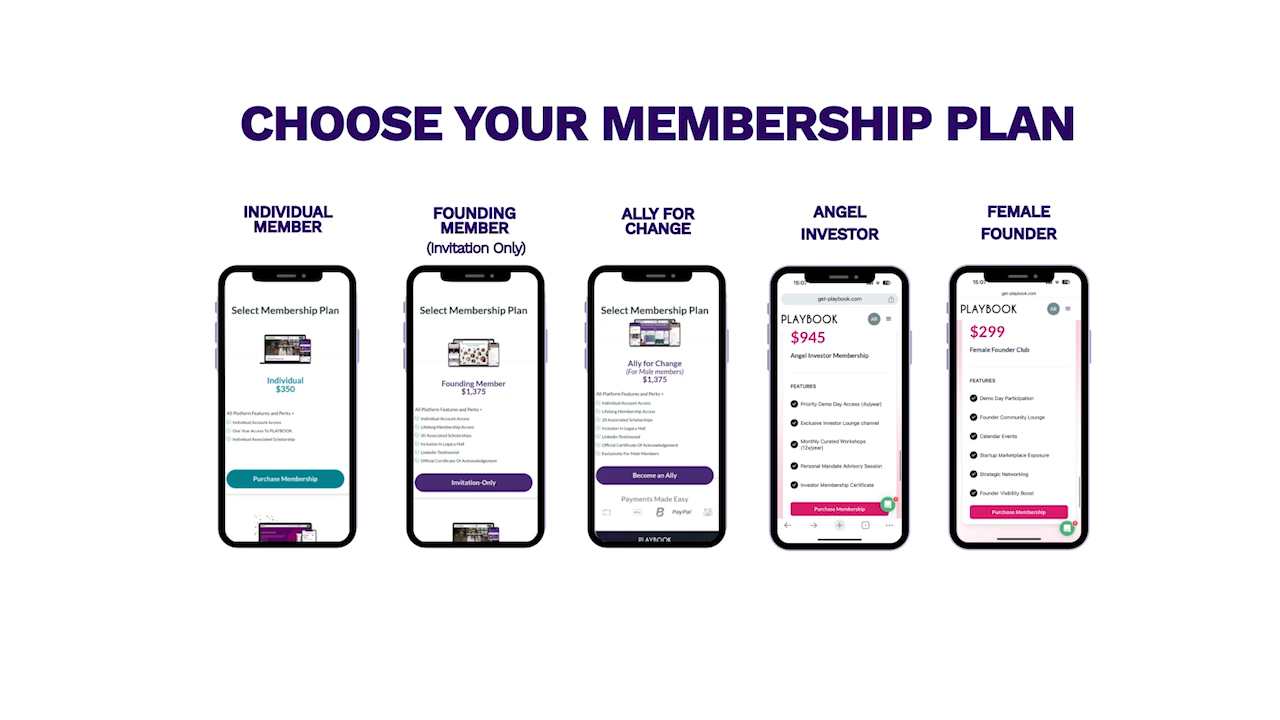 CHOOSE YOUR MEMBERSHIP PLAN
INDIVIDUAL
MEMBER
Select Membership Plan
Individual
$350
All Platform Features and Perks +
Individual Account Access
One Year Access To PLAYBOOK
Individual Associated Scholarship
Purchase Membership
FOUNDING
MEMBER
(Invitation Only)
Select Membership Plan
Founding Member
$1,375
All Platform Features and Perks +
Individual Account Access
Lifelong Membership Access
20 Associated Scholarships
Inclusion In Legacy Hall
LinkedIn Testimonial
Official Certificate Of Acknowledgement
Invitation-Only
ALLY FOR
CHANGE
Select Membership Plan
Ally for Change
(For Male members)
$1,375
All Platform Features and Perks +
Individual Account Access
Lifelong Membership Access
20 Associated Scholarships
Inclusion In Legacy Hall
LinkedIn Testimonial
Official Certificate Of Acknowledgement
Exclusively For Male Members
Become an Ally
Payments Made Easy
PayPal
PLAYBOOK
ANGEL
INVESTOR
15:07
get-playbook.com
PLAYBOOK
AR
$945
Angel Investor Membership
FEATURES
Priority Demo Day Access (4x/year)
Exclusive Investor Lounge channel
Monthly Curated Workshops
(12x/year)
Personal Mandate Advisory Session
Investor Membership Certificate
Purchase Membership
FEMALE
FOUNDER
15:07
get-playbook.com
PLAYBOOK
AR
$299
Female Founder Club
FEATURES
Demo Day Participation
Founder Community Lounge
Calendar Events
Startup Marketplace Exposure
Strategic Networking
Founder Visibility Boost
Purchase Membership